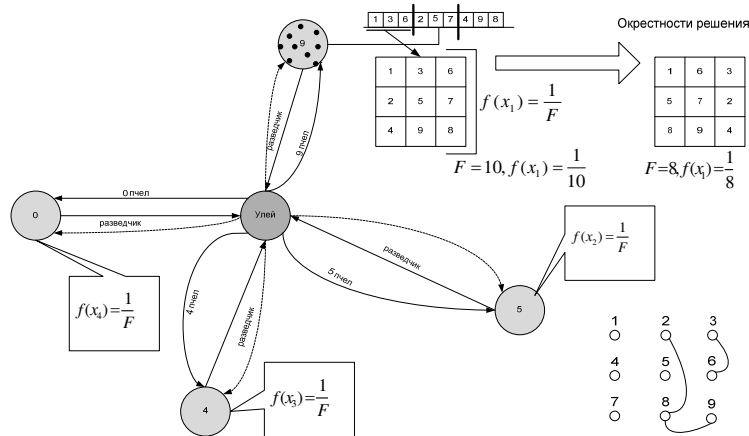 1 3 6 2 5 7 4 9 8
Окрестности решения
9
1 3 6
2 5 7
4 9 8
f(x₁)=1/F
F=10, f(x₁)=1/10
1 6 3
5 7 2
8 9 4
F=8, f(x₁)=1/8
разведчик
9 пчел
0 пчел
0
разведчик
Улей
f(x₄)=1/F
4 пчел
разведчик
разведчик
5 пчел
5
f(x₂)=1/F
4
f(x₃)=1/F
1 2 3
4 5 6
7 8 9